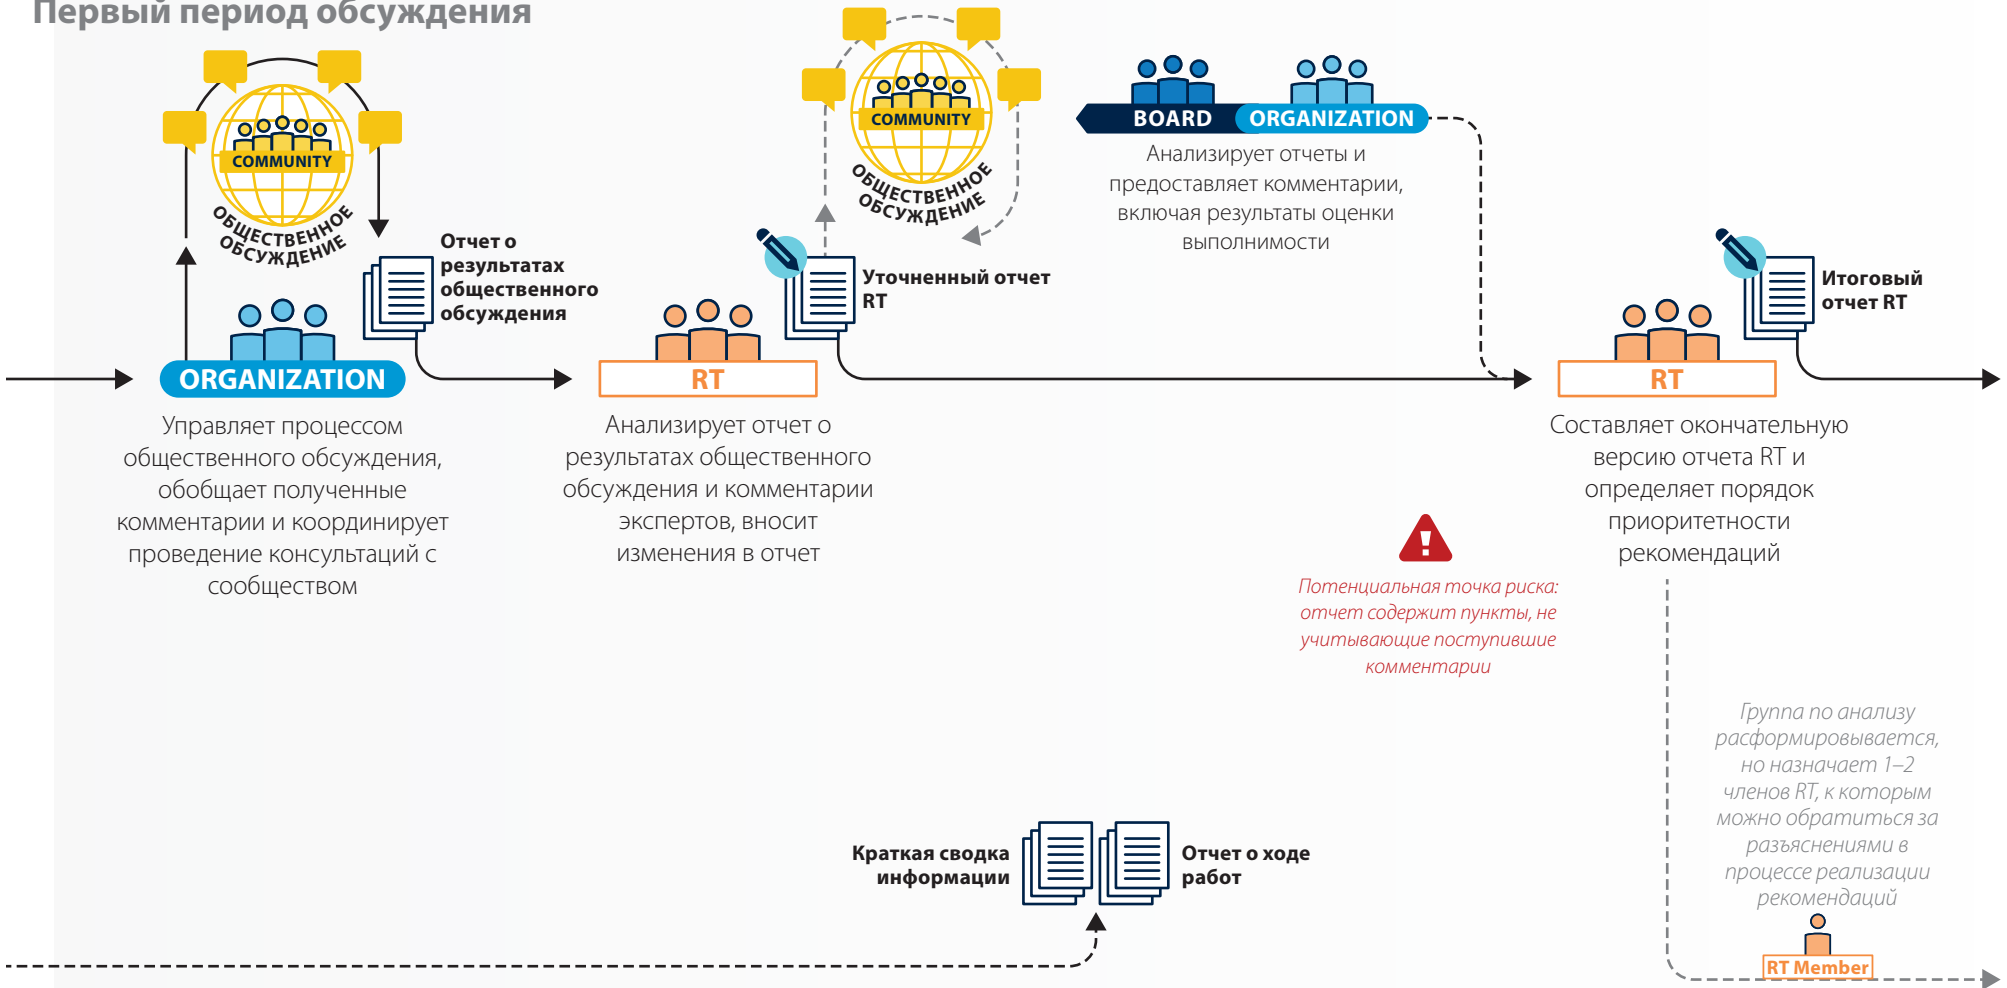 Первый период обсуждения
COMMUNITY
ОБЩЕСТВЕННОЕ
ОБСУЖДЕНИЕ
Отчет о
результатах
общественного
обсуждения
ORGANIZATION
Управляет процессом
общественного обсуждения,
обобщает полученные
комментарии и координирует
проведение консультаций с
сообществом
RT
Анализирует отчет о
результатах общественного
обсуждения и комментарии
экспертов, вносит
изменения в отчет
COMMUNITY
ОБЩЕСТВЕННОЕ
ОБСУЖДЕНИЕ
Уточненный отчет
RT
BOARD
ORGANIZATION
Анализирует отчеты и
предоставляет комментарии,
включая результаты оценки
выполнимости
Потенциальная точка риска:
отчет содержит пункты, не
учитывающие поступившие
комментарии
Итоговый
отчет RT
RT
Составляет окончательную
версию отчета RT и
определяет порядок
приоритетности
рекомендаций
Группа по анализу
расформировывается,
но назначает 1–2
членов RT, к которым
можно обратиться за
разъяснениями в
процессе реализации
рекомендаций
RT Member
Краткая сводка
информации
Отчет о ходе
работ